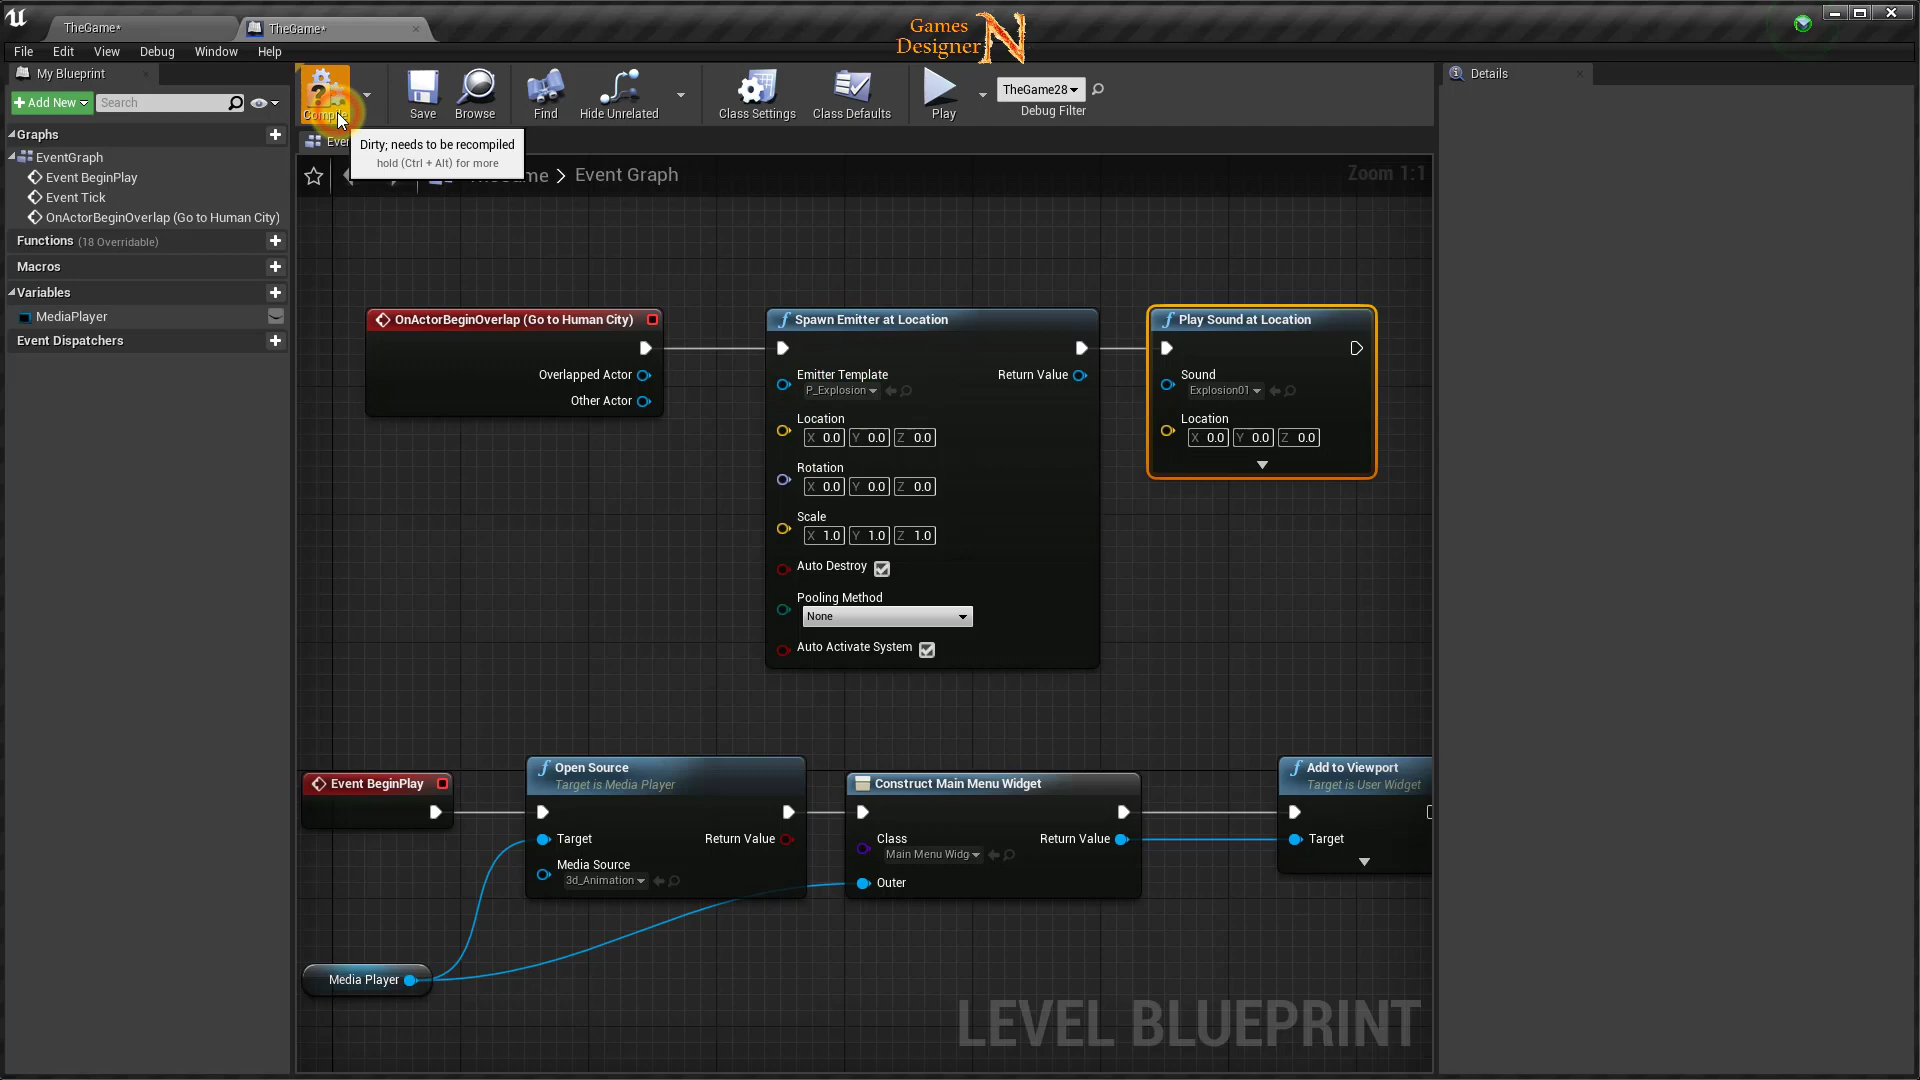 TheGame*
TheGame*
Games
Designer
N
File Edit View Debug Window Help
My Blueprint
Add New
Search
Save
Browse
Find
Hide Unrelated
Class Settings
Class Defaults
Play
TheGame28
Debug Filter
Details
Dirty; needs to be recompiled
hold (Ctrl + Alt) for more
> Event Graph
Zoom 1:1
Graphs
EventGraph
Event BeginPlay
Event Tick
OnActorBeginOverlap (Go to Human City)
Functions (18 Overridable)
Macros
Variables
MediaPlayer
Event Dispatchers
OnActorBeginOverlap (Go to Human City)
Overlapped Actor
Other Actor
Spawn Emitter at Location
Emitter Template
P_Explosion
Return Value
Location
X 0.0 Y 0.0 Z 0.0
Rotation
X 0.0 Y 0.0 Z 0.0
Scale
X 1.0 Y 1.0 Z 1.0
Auto Destroy
Pooling Method
None
Auto Activate System
Play Sound at Location
Sound
Explosion01
Location
X 0.0 Y 0.0 Z 0.0
Event BeginPlay
Open Source
Target is Media Player
Target
Return Value
Media Source
3d_Animation
Construct Main Menu Widget
Class
Main Menu Widg
Return Value
Outer
Add to Viewport
Target is User Widget
Target
Media Player
LEVEL BLUEPRINT